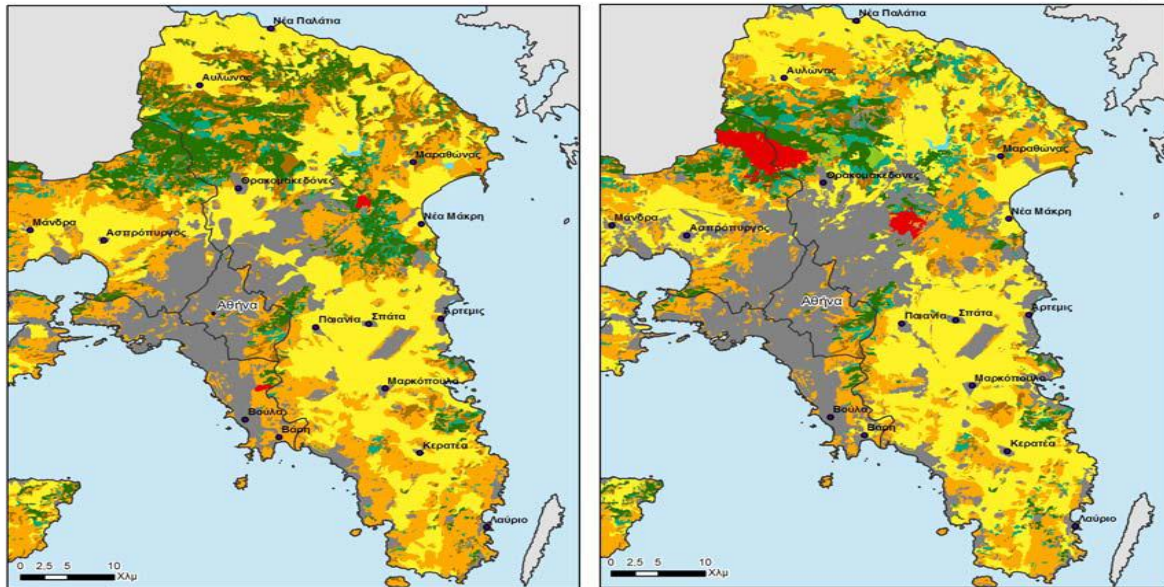 Νέα Παλάτια
Αυλώνας
Μαραθώνας
Θρακομακεδόνες
Μάνδρα
Ασπρόπυργος
Νέα Μάκρη
Αθήνα
Παιανία
Σπάτα
Άρτεμις
Μαρκόπουλο
Βούλα
Βάρη
Κερατέα
Λαύριο
0 2.5 5 10
Χλμ
Νέα Παλάτια
Αυλώνας
Μαραθώνας
Θρακομακεδόνες
Μάνδρα
Ασπρόπυργος
Νέα Μάκρη
Αθήνα
Παιανία
Σπάτα
Άρτεμις
Μαρκόπουλο
Βούλα
Βάρη
Κερατέα
Λαύριο
0 2.5 5 10
Χλμ